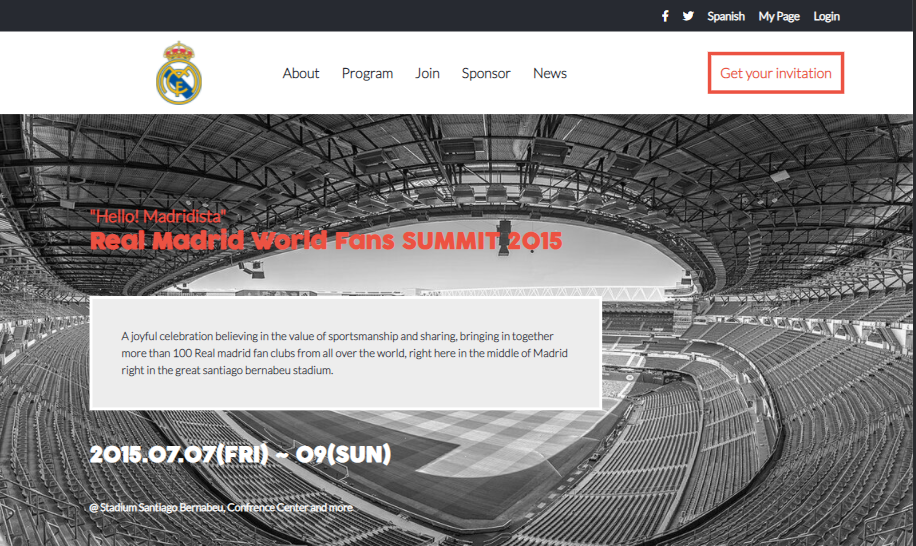 Spanish My Page Login
About Program Join Sponsor News
Get your invitation
"Hello! Madridista"
Real Madrid World Fans SUMMIT 2015
A joyful celebration believing in the value of sportsmanship and sharing, bringing in together
more than 100 Real madrid fan clubs from all over the world, right here in the middle of Madrid
right in the great santiago bernabeu stadium.
2015.07.07(FRI) ~ 09(SUN)
@ Stadium Santiago Bernabeu, Confrence Center and more.